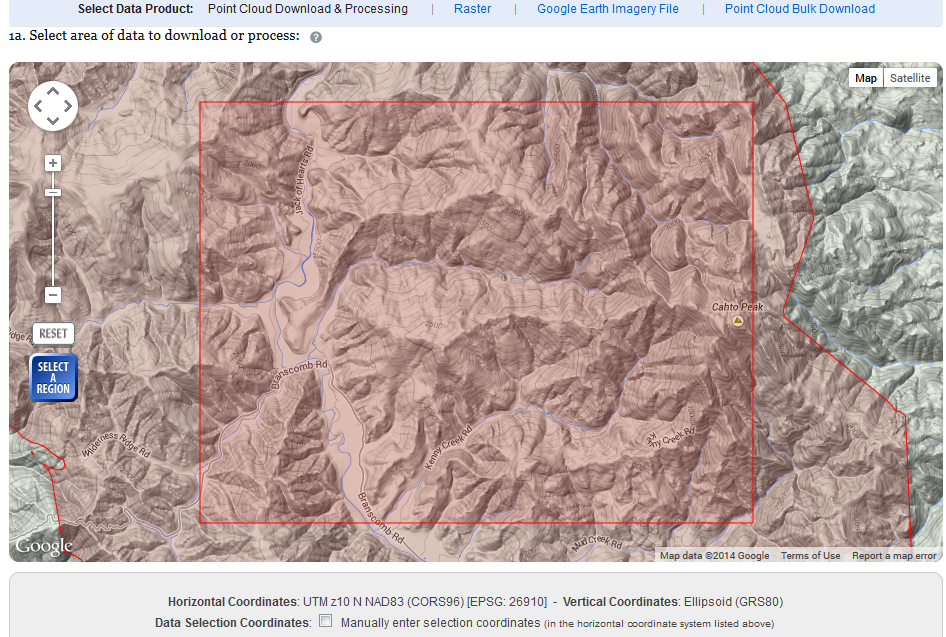 Select Data Product: Point Cloud Download & Processing | Raster | Google Earth Imagery File | Point Cloud Bulk Download
1a. Select area of data to download or process: ?
Map Satellite
Jack of Hearts Rd
Cahto Peak
RESET
SELECT
A
REGION
Branscomb Rd
Wilderness Ridge Rd
Kenny Creek Rd
ny Creek Rd
Branscomb Rd
Mud Creek Rd
Google
Map data ©2014 Google Terms of Use Report a map error
Horizontal Coordinates: UTM z10 N NAD83 (CORS96) [EPSG: 26910] - Vertical Coordinates: Ellipsoid (GRS80)
Data Selection Coordinates: Manually enter selection coordinates (in the horizontal coordinate system listed above)